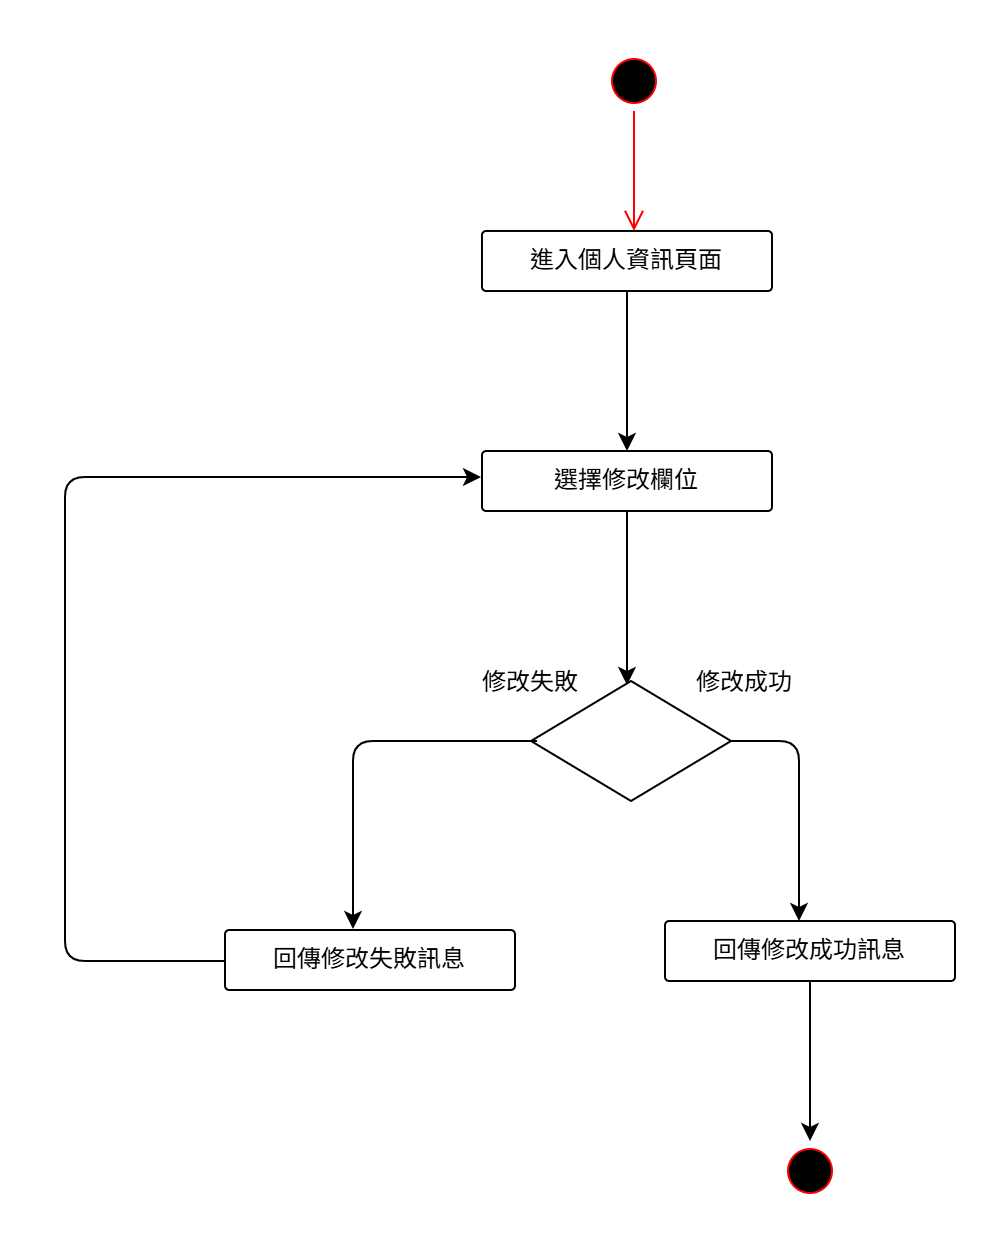 進入個人資訊頁面
選擇修改欄位
修改失敗
修改成功
回傳修改失敗訊息
回傳修改成功訊息